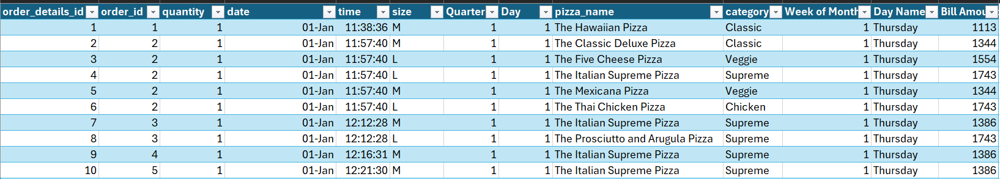 order_details_id order_id quantity date time size Quarter Day pizza_name category Week of Month Day Name Bill Amou
1 1 1 01-Jan 11:38:36 M 1 1 The Hawaiian Pizza Classic 1 Thursday 1113
2 2 1 01-Jan 11:57:40 M 1 1 The Classic Deluxe Pizza Classic 1 Thursday 1344
3 2 1 01-Jan 11:57:40 L 1 1 The Five Cheese Pizza Veggie 1 Thursday 1554
4 2 1 01-Jan 11:57:40 L 1 1 The Italian Supreme Pizza Supreme 1 Thursday 1743
5 2 1 01-Jan 11:57:40 M 1 1 The Mexicana Pizza Veggie 1 Thursday 1344
6 2 1 01-Jan 11:57:40 L 1 1 The Thai Chicken Pizza Chicken 1 Thursday 1743
7 3 1 01-Jan 12:12:28 M 1 1 The Italian Supreme Pizza Supreme 1 Thursday 1386
8 3 1 01-Jan 12:12:28 L 1 1 The Prosciutto and Arugula Pizza Supreme 1 Thursday 1743
9 4 1 01-Jan 12:16:31 M 1 1 The Italian Supreme Pizza Supreme 1 Thursday 1386
10 5 1 01-Jan 12:21:30 M 1 1 The Italian Supreme Pizza Supreme 1 Thursday 1386